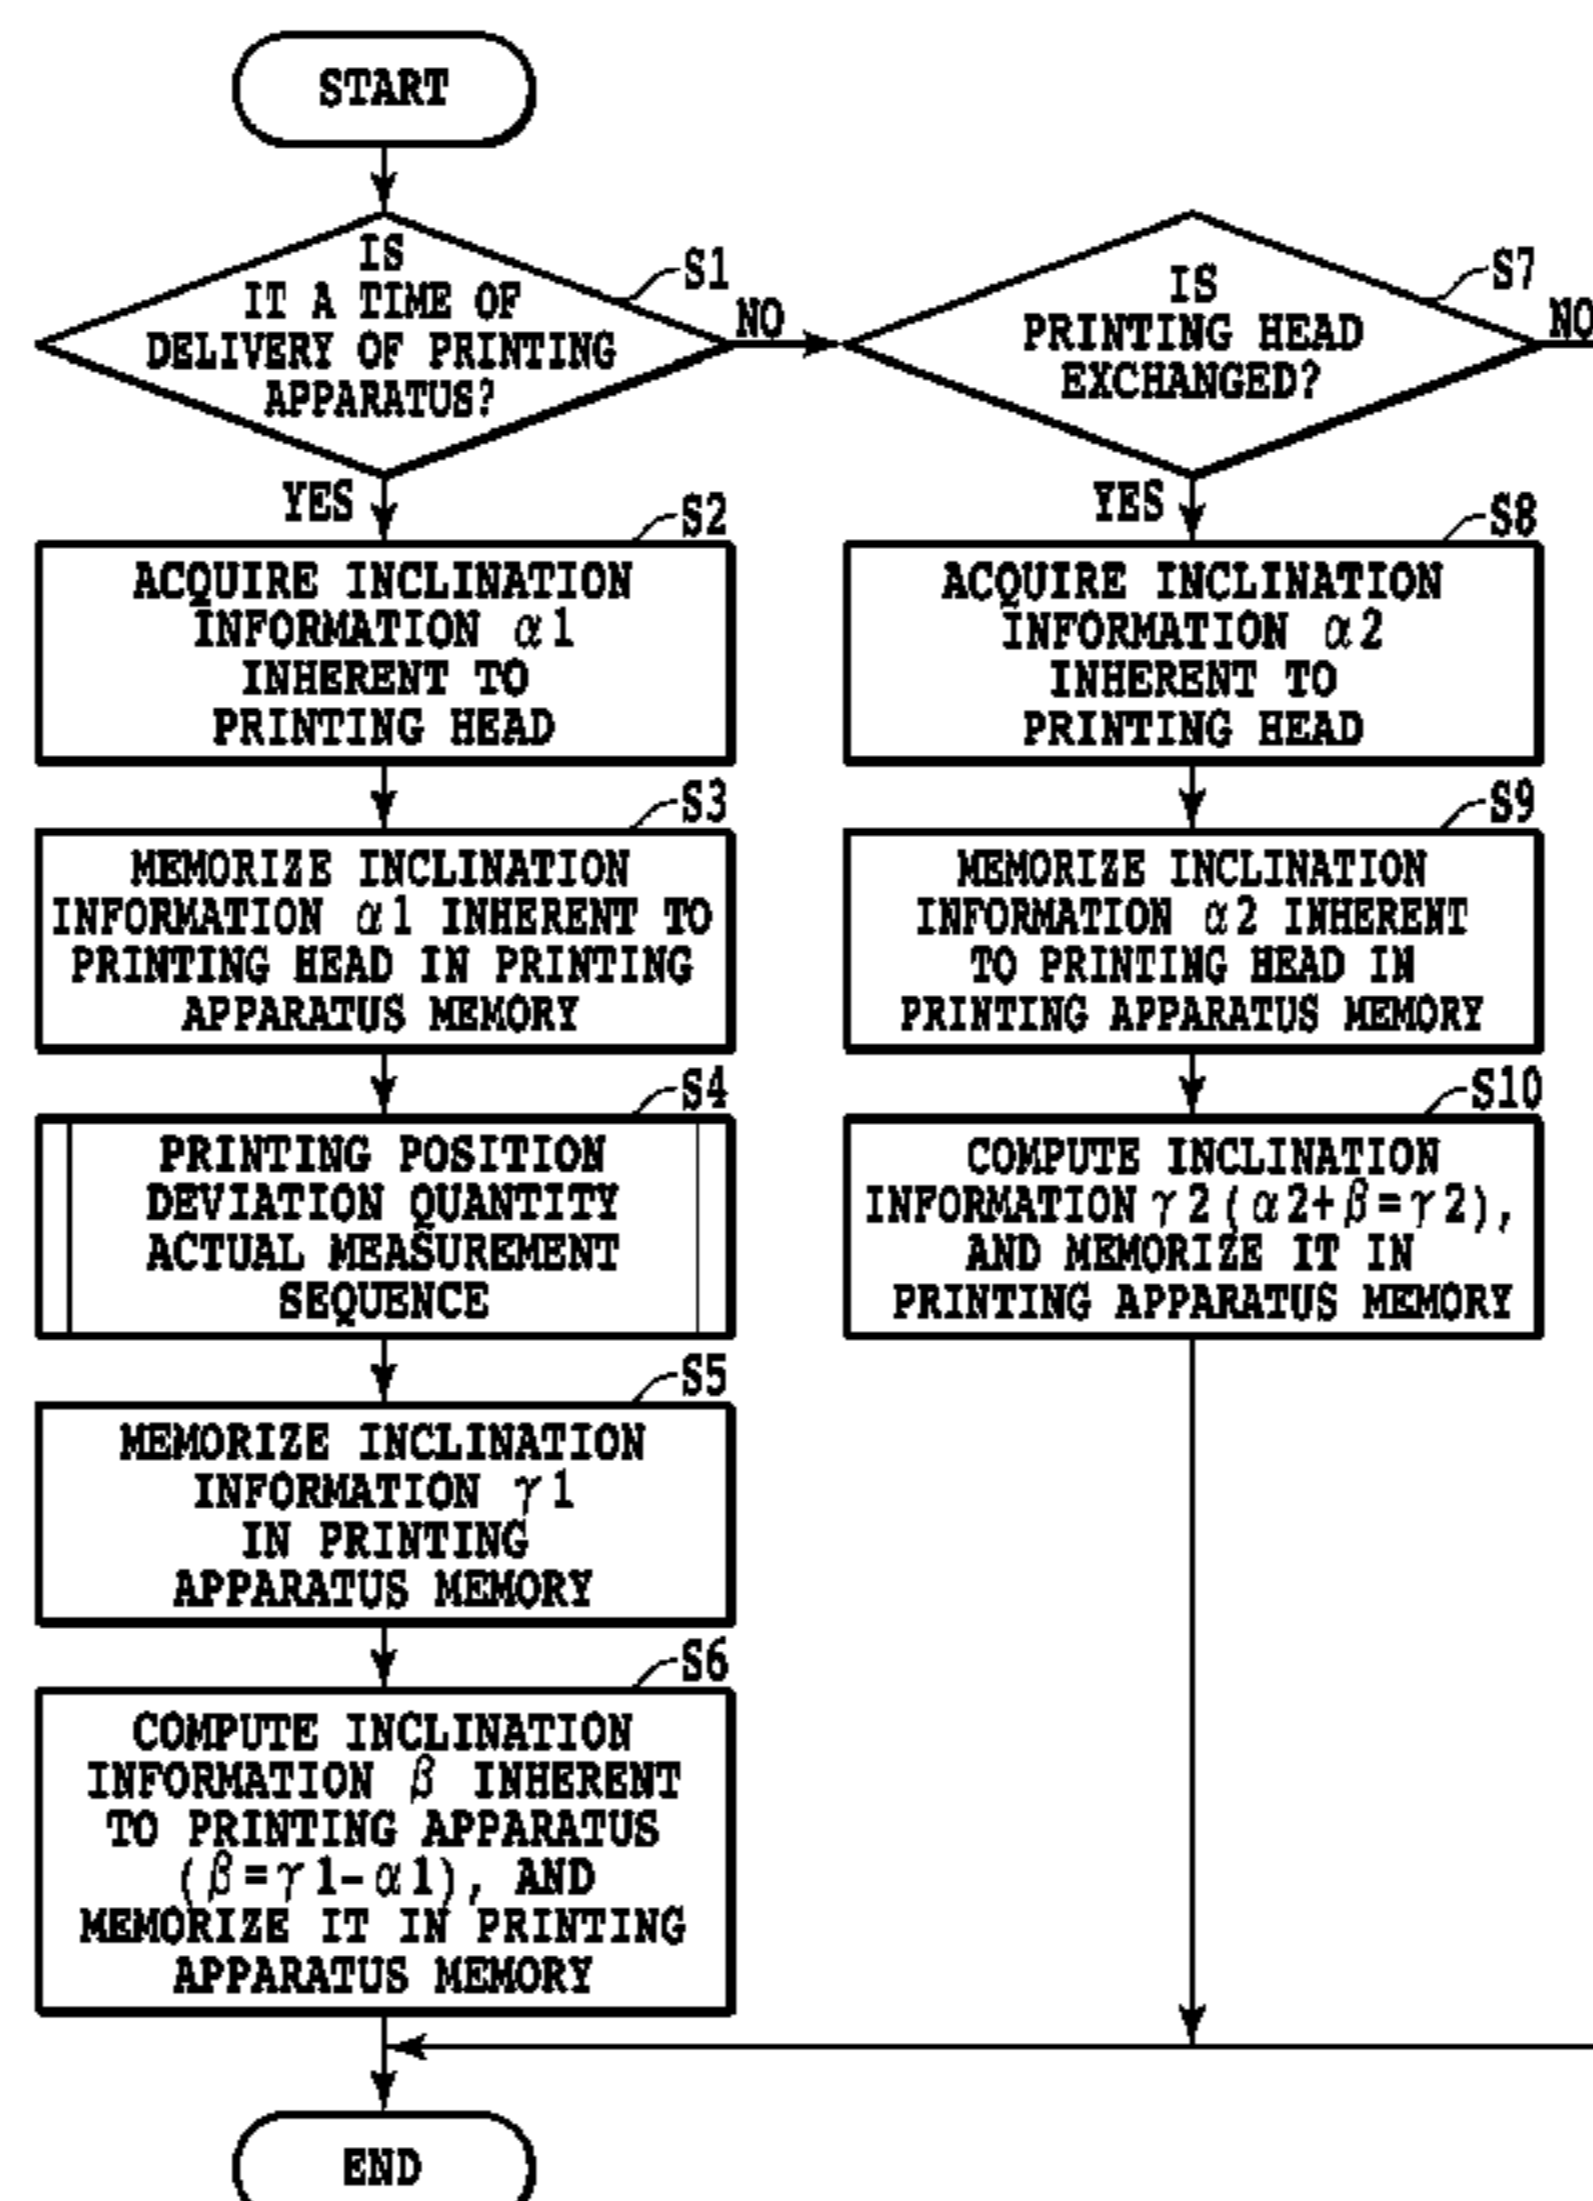 START
IS
IT A TIME OF
DELIVERY OF PRINTING
APPARATUS?
S1
NO
YES
S2
ACQUIRE INCLINATION
INFORMATION α1
INHERENT TO
PRINTING HEAD
S3
MEMORIZE INCLINATION
INFORMATION α1 INHERENT TO
PRINTING HEAD IN PRINTING
APPARATUS MEMORY
S4
PRINTING POSITION
DEVIATION QUANTITY
ACTUAL MEASUREMENT
SEQUENCE
S5
MEMORIZE INCLINATION
INFORMATION γ1
IN PRINTING
APPARATUS MEMORY
S6
COMPUTE INCLINATION
INFORMATION β INHERENT
TO PRINTING APPARATUS
(β=γ1-α1), AND
MEMORIZE IT IN PRINTING
APPARATUS MEMORY
END
IS
PRINTING HEAD
EXCHANGED?
S7
NO
YES
S8
ACQUIRE INCLINATION
INFORMATION α2
INHERENT TO
PRINTING HEAD
S9
MEMORIZE INCLINATION
INFORMATION α2 INHERENT
TO PRINTING HEAD IN
PRINTING APPARATUS MEMORY
S10
COMPUTE INCLINATION
INFORMATION γ2(α2+β=γ2),
AND MEMORIZE IT IN
PRINTING APPARATUS MEMORY